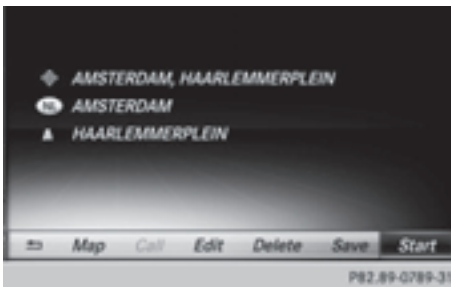 AMSTERDAM, HAARLEMMERPLEIN
NL AMSTERDAM
HAARLEMMERPLEIN
Map Call Edit Delete Save Start
P82.89-0789-31